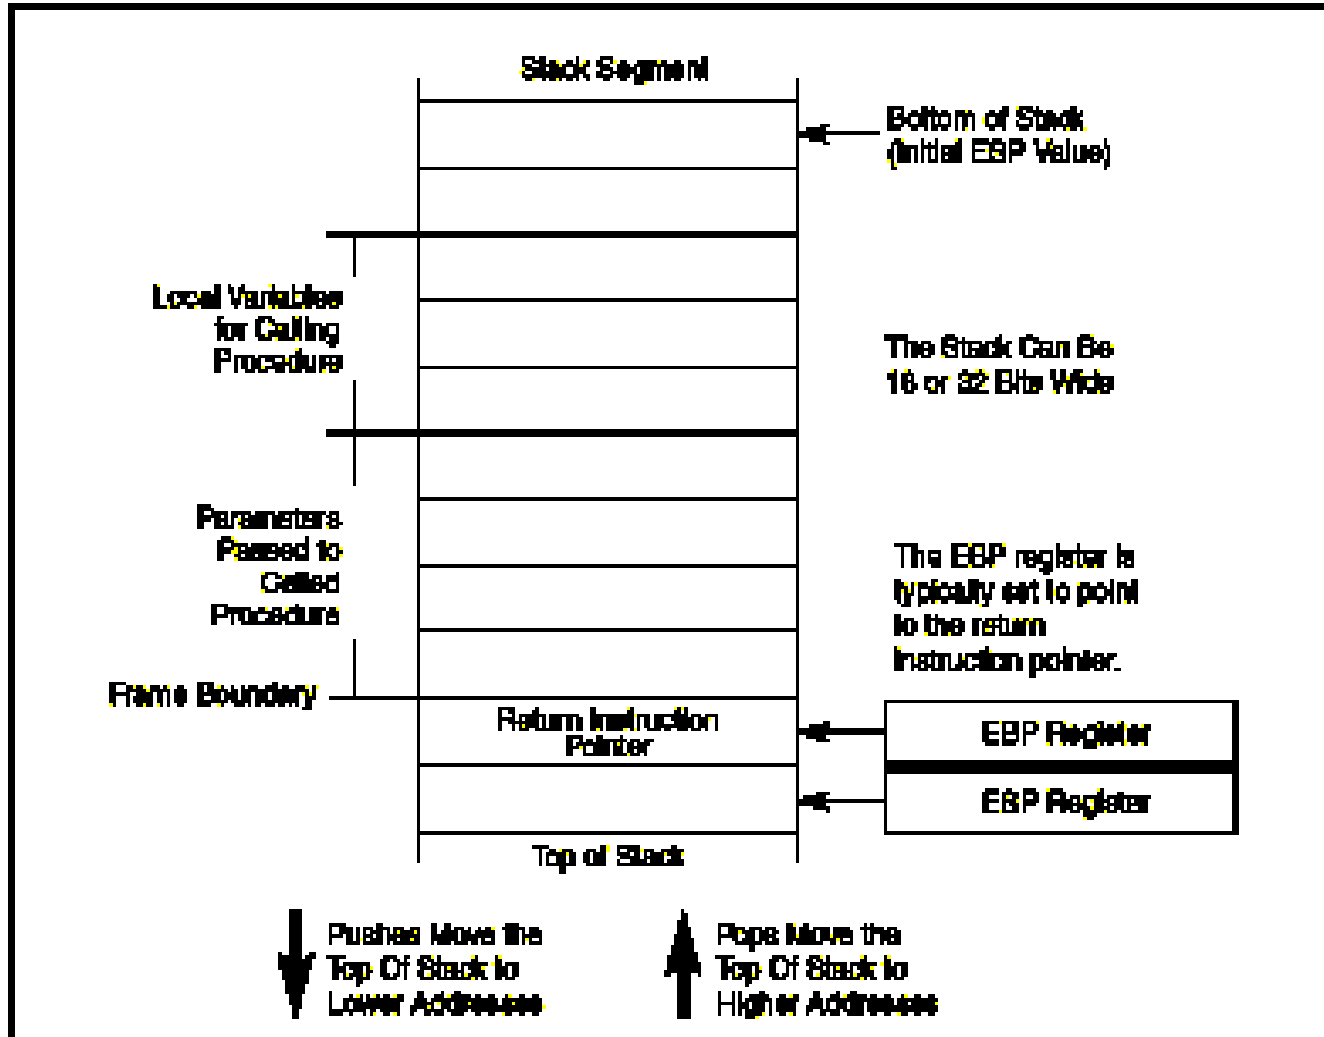 Stack Segment
Bottom of Stack
(Initial ESP Value)
Local Variables
for Calling
Procedure
The Stack Can Be
16 or 32 Bits Wide
Parameters
Passed to
Called
Procedure
The EBP register is
typically set to point
to the return
instruction pointer.
Frame Boundary
Return Instruction
Pointer
EBP Register
ESP Register
Top of Stack
Pushes Move the
Top Of Stack to
Lower Addresses
Pops Move the
Top Of Stack to
Higher Addresses